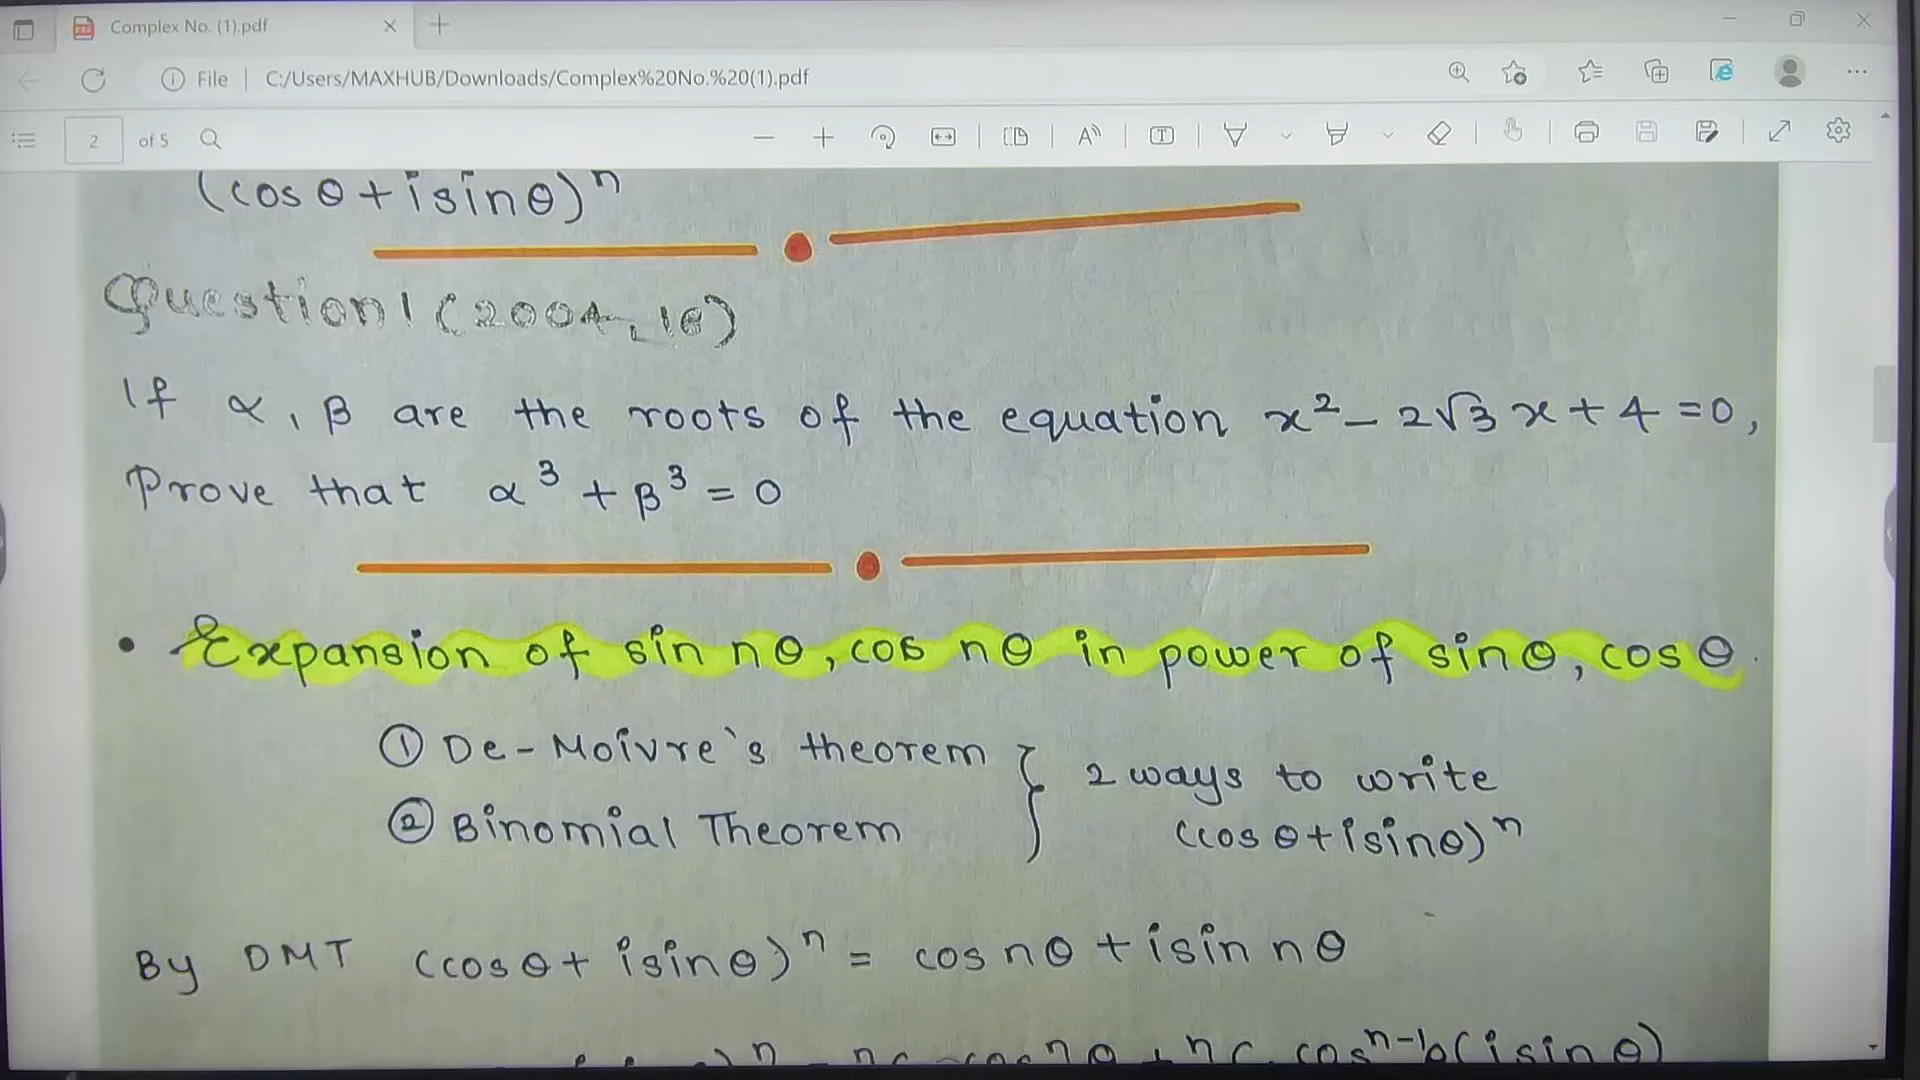 Complex No. (1).pdf
File C:/Users/MAXHUB/Downloads/Complex%20No.%20(1).pdf
2 of 5
(cos θ + i sin θ)ⁿ
Question 1 (2004, 16)
If α, β are the roots of the equation x² - 2√3 x + 4 = 0,
Prove that α³ + β³ = 0
• Expansion of sin nθ, cos nθ in power of sin θ, cos θ.
① De-Moivre's theorem } 2 ways to write
② Binomial Theorem (cos θ + i sin θ)ⁿ
By DMT (cos θ + i sin θ)ⁿ = cos nθ + i sin nθ